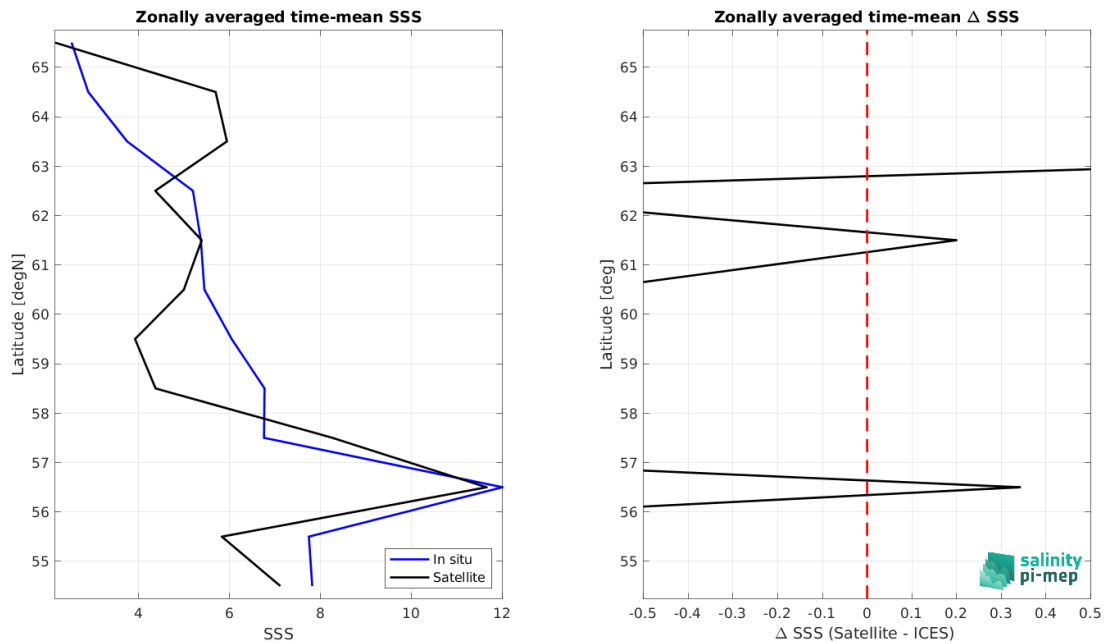 Zonally averaged time-mean SSS
65
64
63
62
61
60
59
58
57
56
55
Latitude [degN]
4 6 8 10 12
SSS
In situ
Satellite
Zonally averaged time-mean Δ SSS
65
64
63
62
61
60
59
58
57
56
55
Latitude [deg]
-0.5 -0.4 -0.3 -0.2 -0.1 0 0.1 0.2 0.3 0.4 0.5
Δ SSS (Satellite - ICES)
salinity
pi-mep